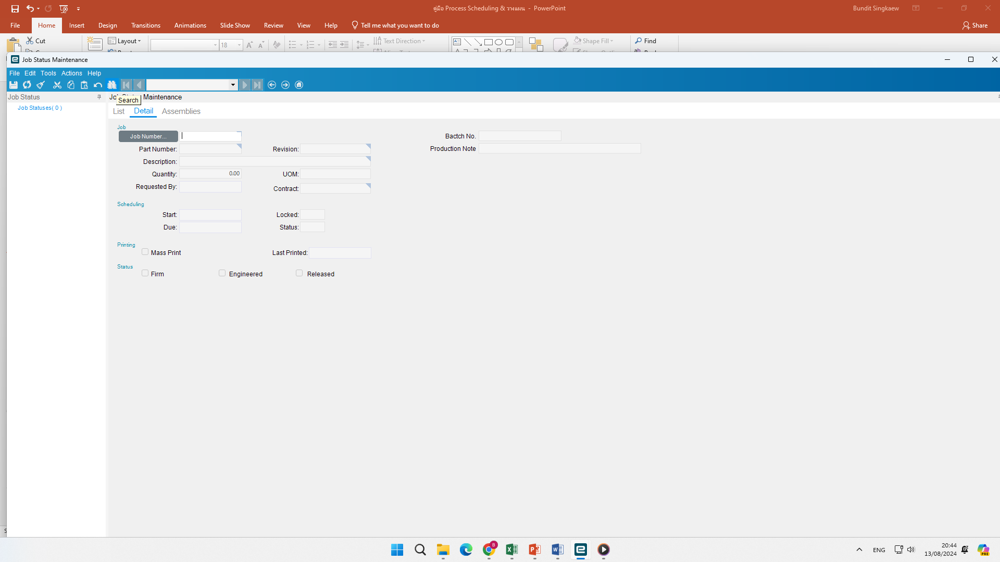 คู่มือ Process Scheduling & วางแผน - PowerPoint
Bundit Singkaew
File Home Insert Design Transitions Animations Slide Show Review View Help Tell me what you want to do Share
Cut Layout 18 Text Direction Shape Fill Find
Job Status Maintenance
File Edit Tools Actions Help
Job Status
Maintenance
Search
Job Statuses( 0 )
List Detail Assemblies
Job
Job Number... Bactch No.
Part Number: Revision: Production Note
Description:
Quantity: 0.00 UOM:
Requested By: Contract:
Scheduling
Start: Locked:
Due: Status:
Printing
Mass Print Last Printed:
Status
Firm Engineered Released
ENG
20:44
13/08/2024